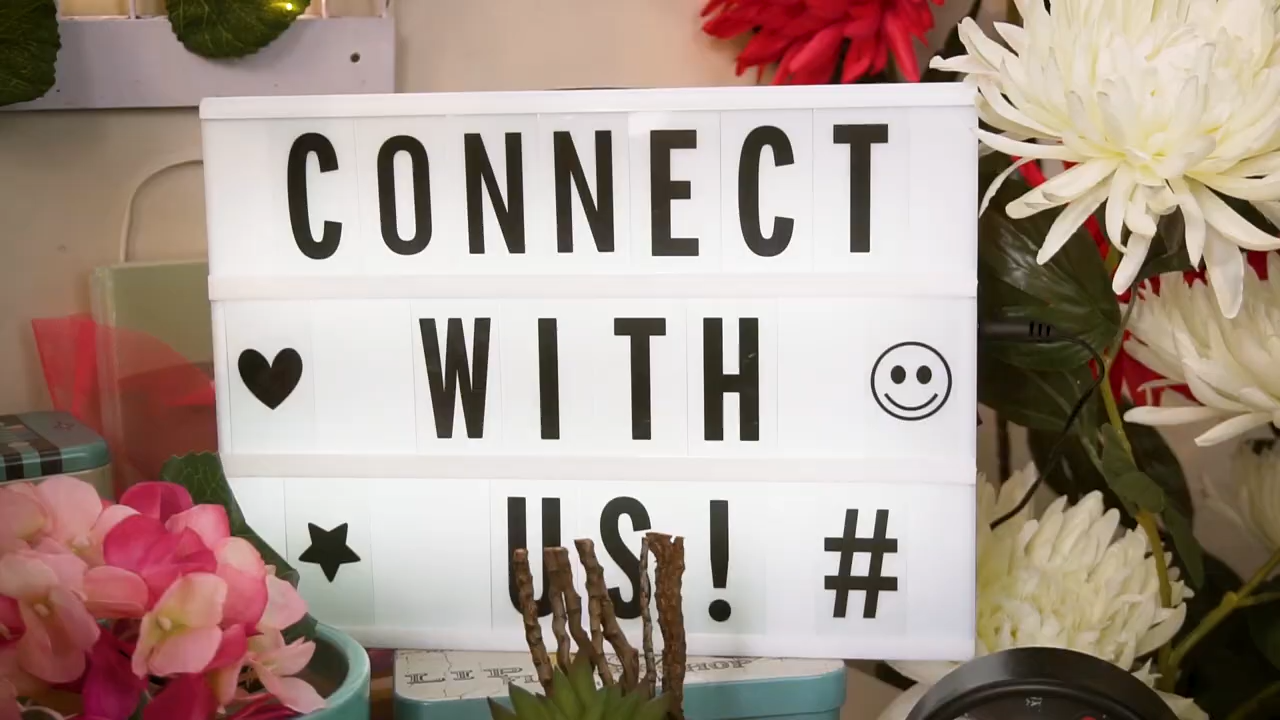 CONNECT
♥ WITH ☺
★ US! #